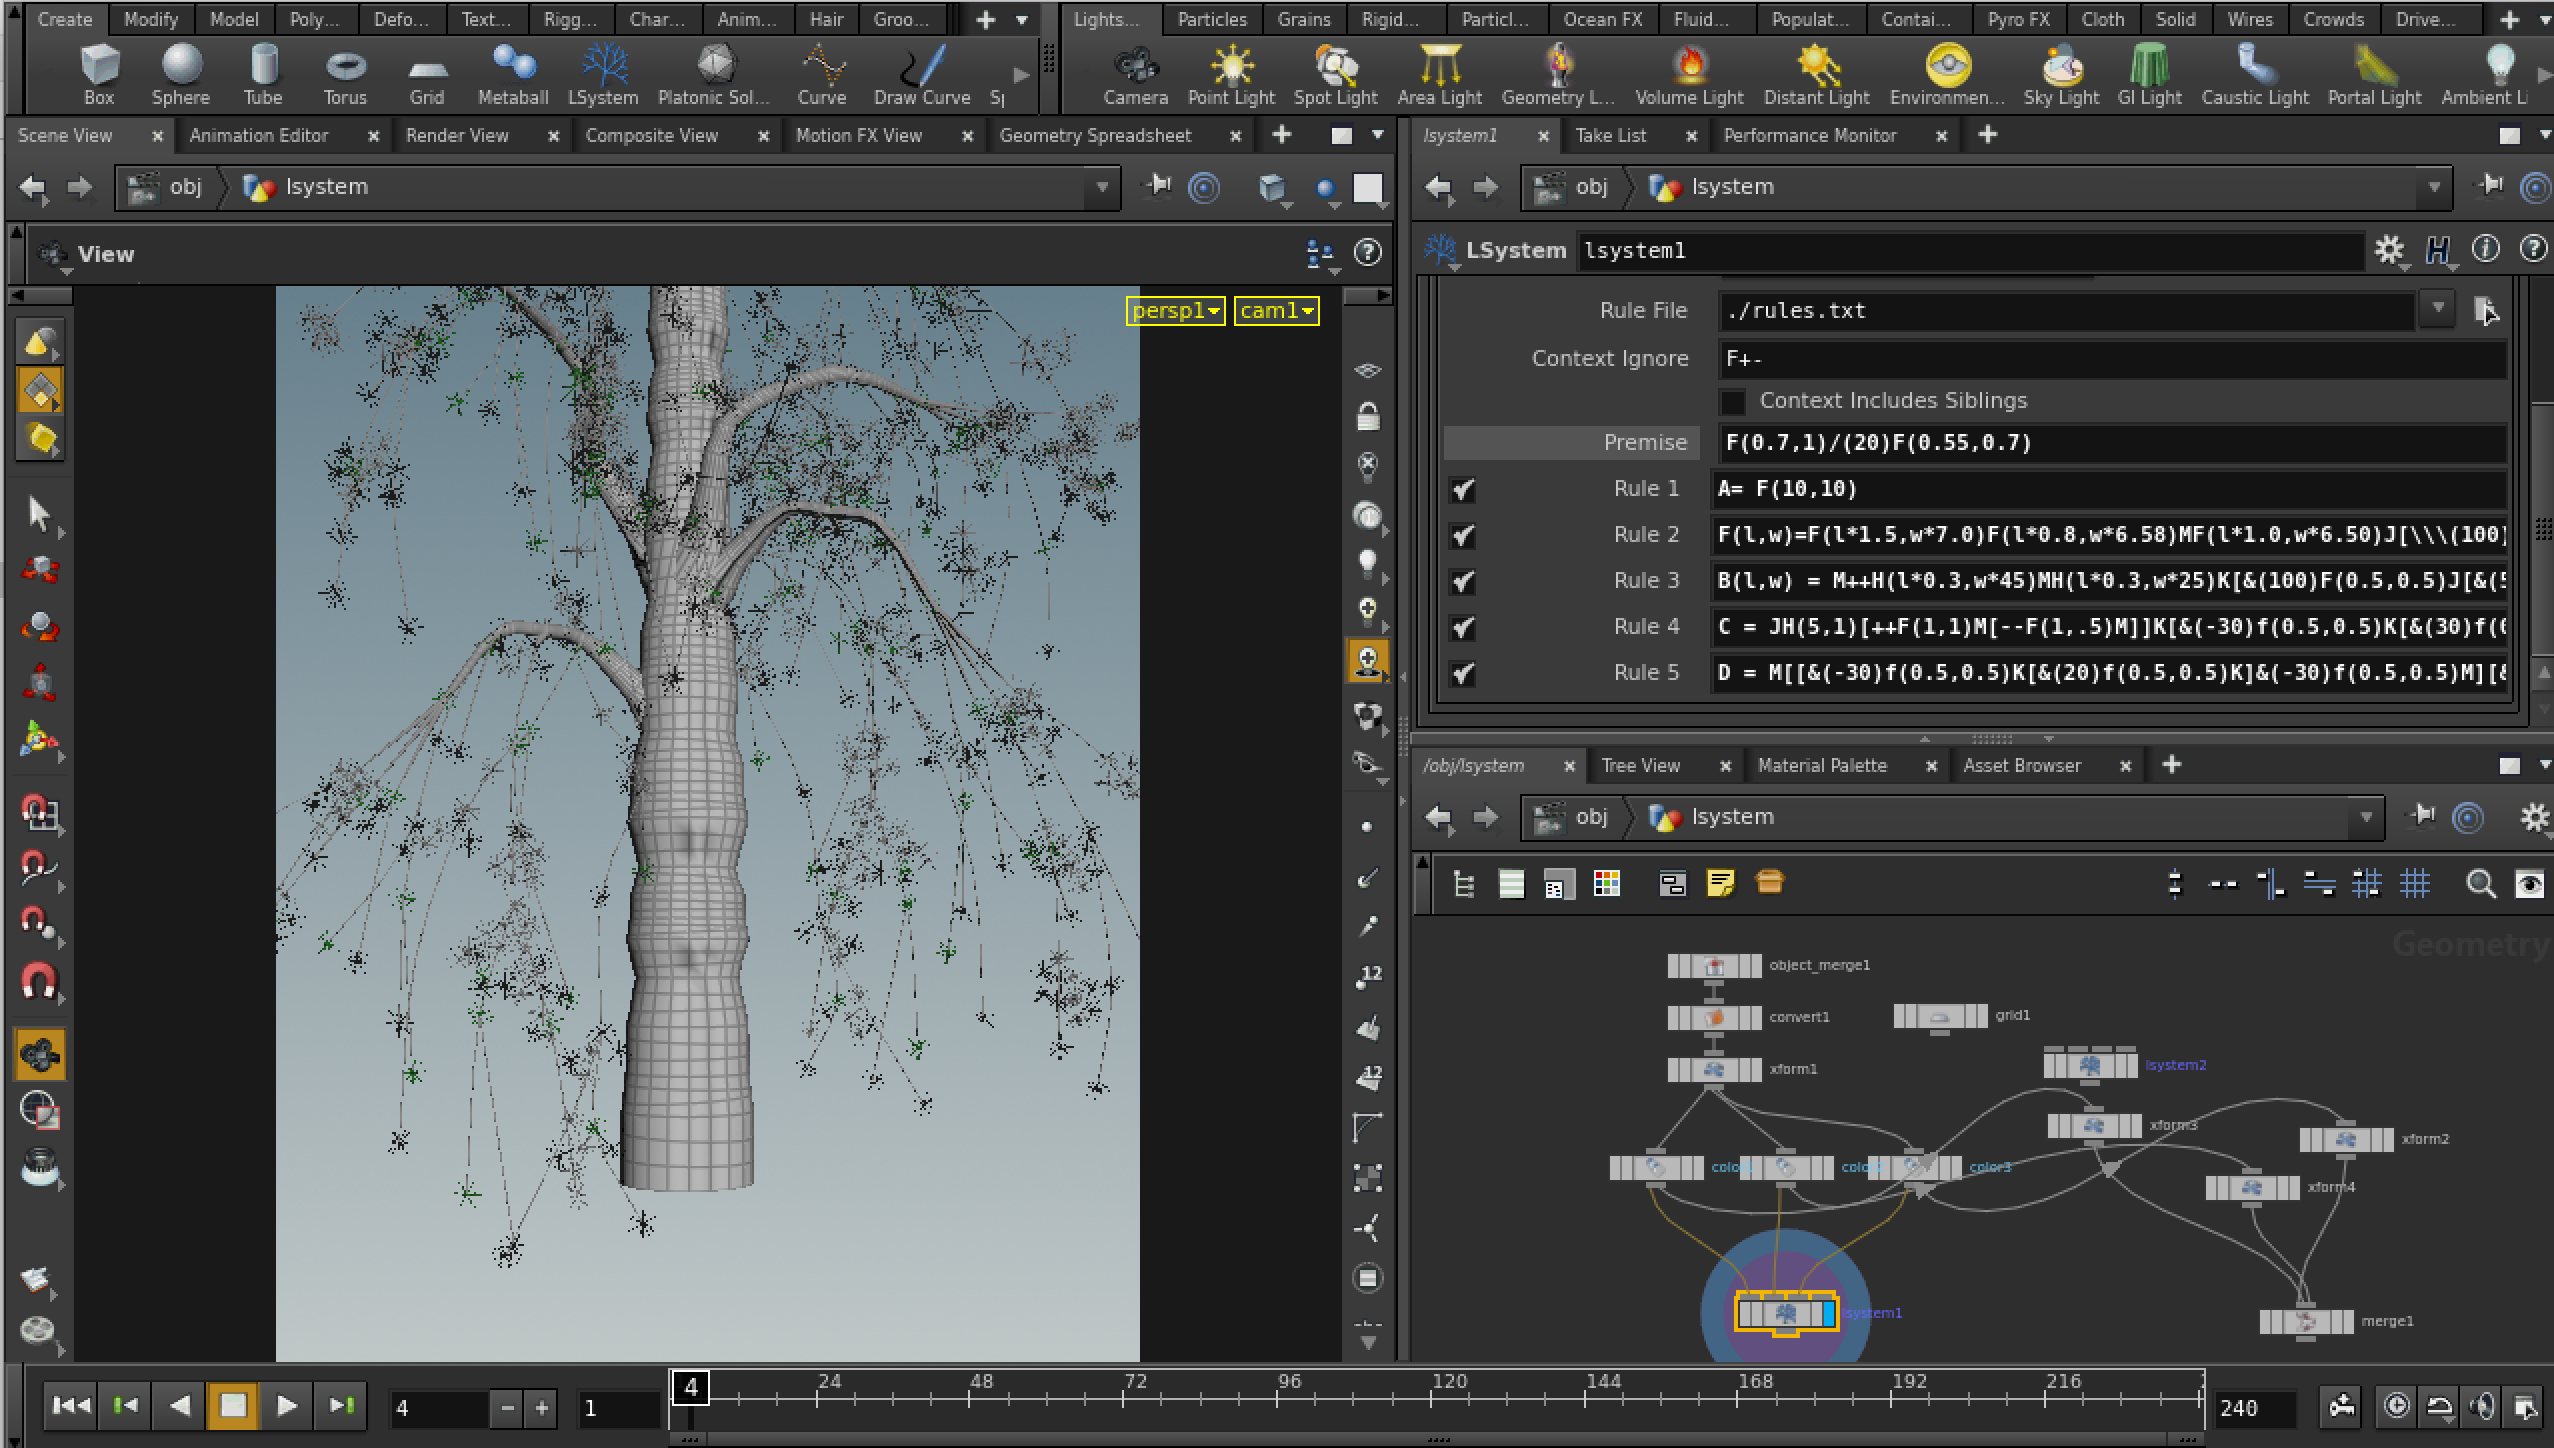 Create Modify Model Poly... Defo... Text... Rigg... Char... Anim... Hair Groo...
Lights... Particles Grains Rigid... Particl... Ocean FX Fluid... Populat... Contai... Pyro FX Cloth Solid Wires Crowds Drive...
Box Sphere Tube Torus Grid Metaball LSystem Platonic Sol... Curve Draw Curve
Camera Point Light Spot Light Area Light Geometry L... Volume Light Distant Light Environmen... Sky Light GI Light Caustic Light Portal Light Ambient Li
Scene View Animation Editor Render View Composite View Motion FX View Geometry Spreadsheet
lsystem1 Take List Performance Monitor
obj lsystem
obj lsystem
View
LSystem lsystem1
persp1 cam1
Rule File ./rules.txt
Context Ignore F+-
Context Includes Siblings
Premise F(0.7,1)/(20)F(0.55,0.7)
Rule 1 A= F(10,10)
Rule 2 F(l,w)=F(l*1.5,w*7.0)F(l*0.8,w*6.58)MF(l*1.0,w*6.50)J[\\\(100)
Rule 3 B(l,w) = M++H(l*0.3,w*45)MH(l*0.3,w*25)K[&(100)F(0.5,0.5)J[&(5
Rule 4 C = JH(5,1)[++F(1,1)M[--F(1,.5)M]]K[&(-30)f(0.5,0.5)K[&(30)f(
Rule 5 D = M[[&(-30)f(0.5,0.5)K[&(20)f(0.5,0.5)K]&(-30)f(0.5,0.5)M][&
/obj/lsystem Tree View Material Palette Asset Browser
obj lsystem
Geometry
object_merge1
convert1 grid1
xform1 lsystem2
xform3 xform2
color3
xform4
lsystem1 merge1
12
12
4 1 4 24 48 72 96 120 144 168 192 216 240